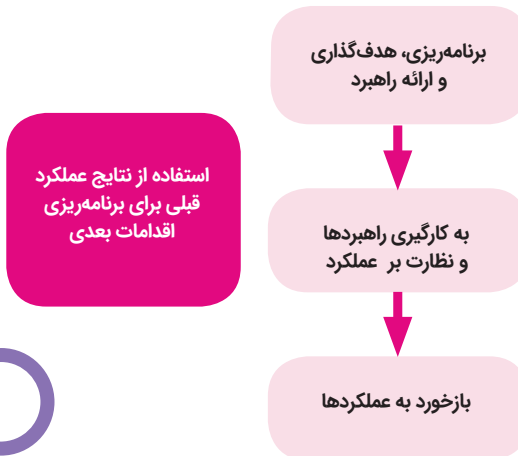 برنامه‌ریزی، هدف‌گذاری
و ارائه راهبرد
استفاده از نتایج عملکرد
قبلی برای برنامه‌ریزی
اقدامات بعدی
به کارگیری راهبردها
و نظارت بر عملکرد
بازخورد به عملکردها